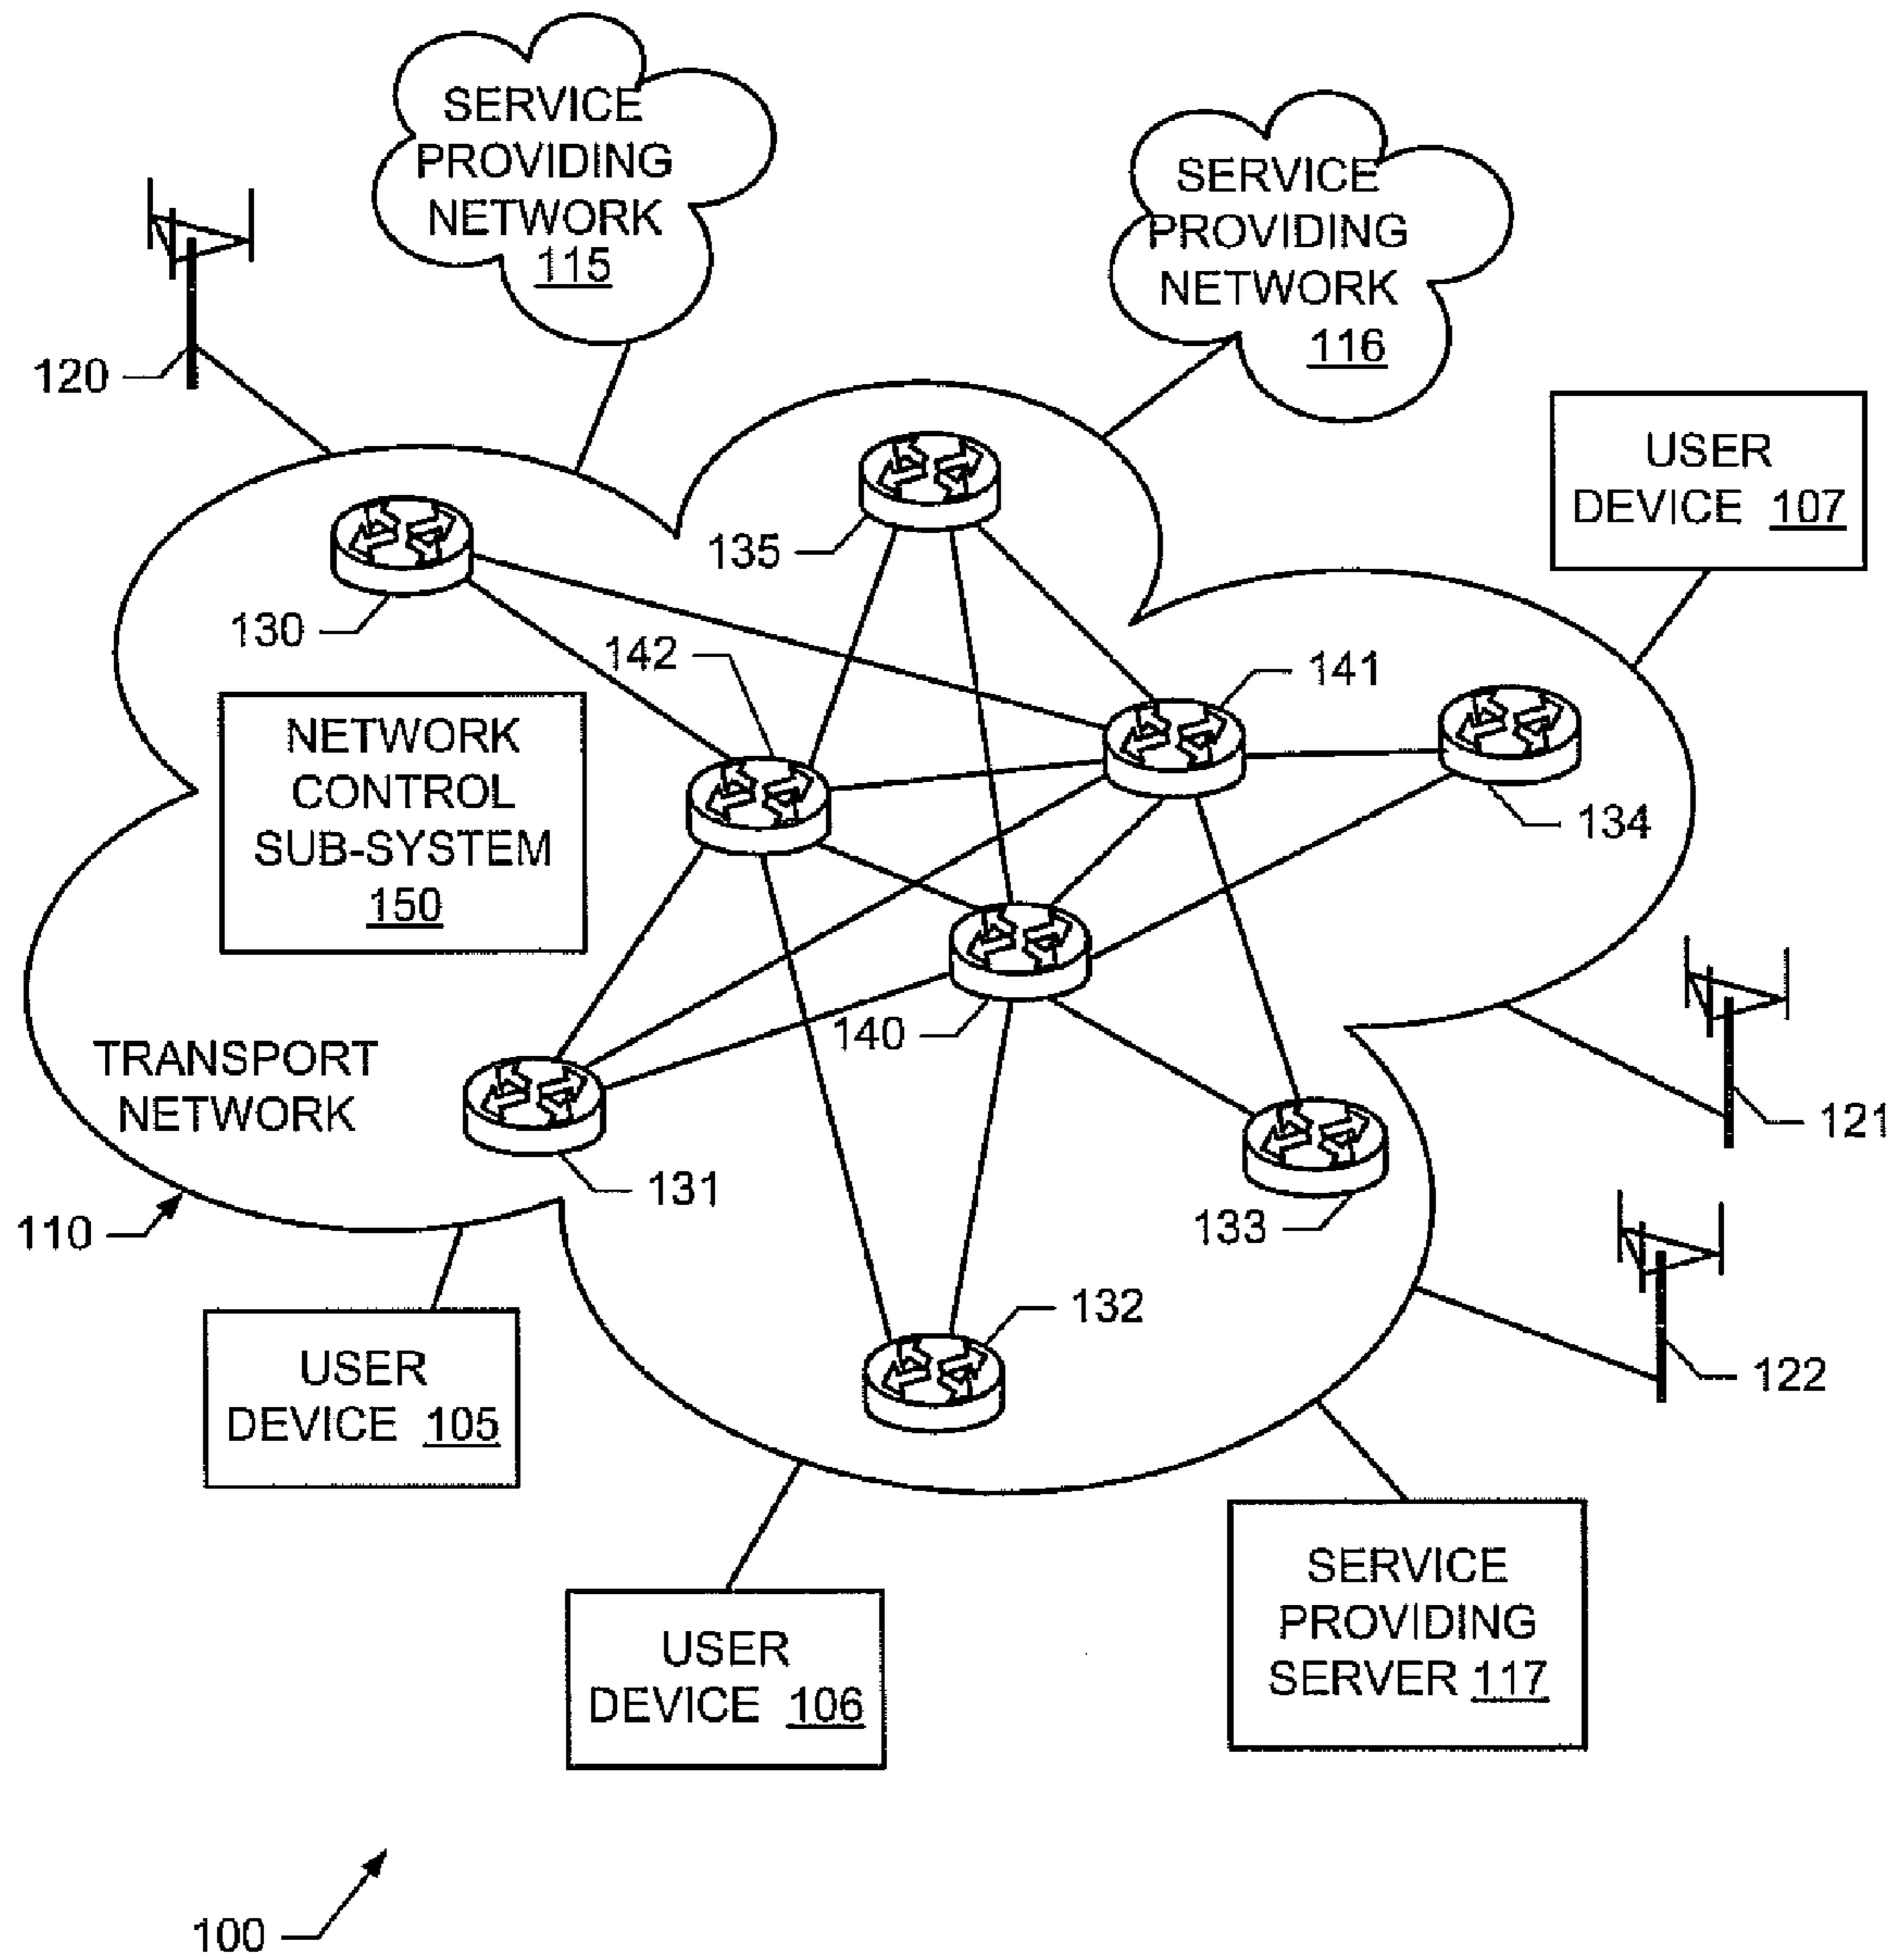 SERVICE
PROVIDING
NETWORK
115
SERVICE
PROVIDING
NETWORK
116
120
USER
DEVICE 107
135
130
142
141
NETWORK
CONTROL
SUB-SYSTEM
150
134
140
TRANSPORT
NETWORK
121
131
133
110
132
USER
DEVICE 105
122
USER
DEVICE 106
SERVICE
PROVIDING
SERVER 117
100